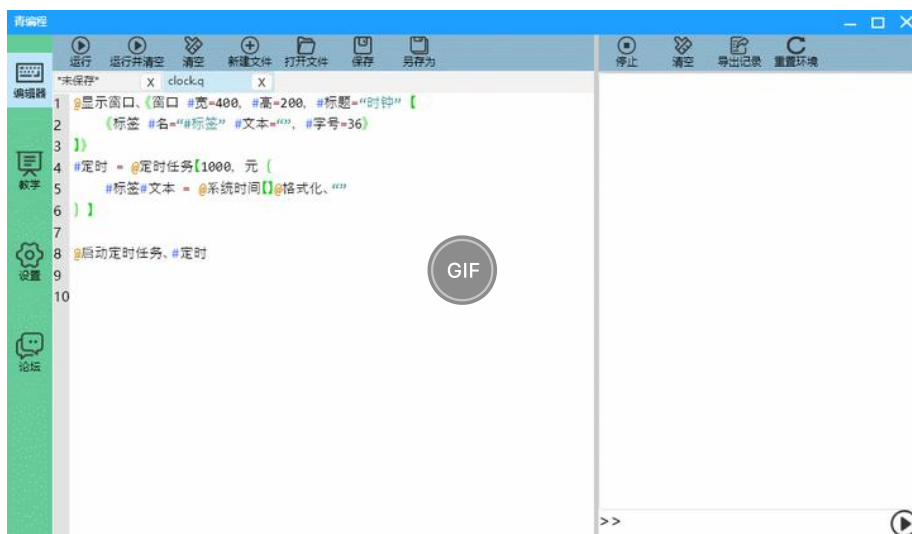 青编程
运行 运行并清空 清空 新建文件 打开文件 保存 另存为 停止 清空 导出记录 重置环境
*未保存* X clock.q X
编辑器
教学
设置
论坛
1 @显示窗口、《窗口 #宽=400, #高=200, #标题=“时钟” 【
2 《标签 #名=“#标签” #文本=“”, #字号=36》
3 】》
4 #定时 = @定时任务【1000, 元 {
5 #标签#文本 = @系统时间【】@格式化、“”
6 } 】
7
8 @启动定时任务、#定时
9
10
GIF
>>